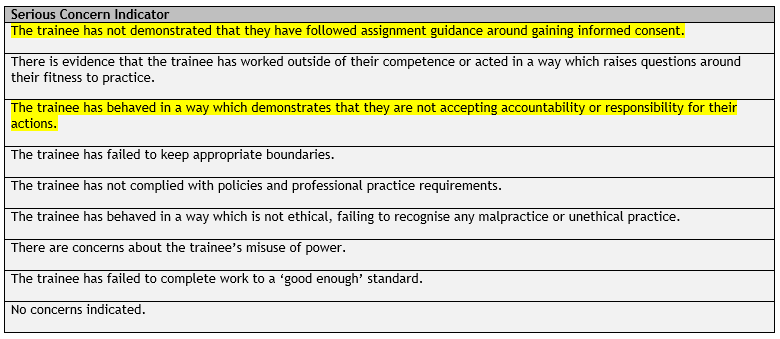 Serious Concern Indicator
The trainee has not demonstrated that they have followed assignment guidance around gaining informed consent.
There is evidence that the trainee has worked outside of their competence or acted in a way which raises questions around
their fitness to practice.
The trainee has behaved in a way which demonstrates that they are not accepting accountability or responsibility for their
actions.
The trainee has failed to keep appropriate boundaries.
The trainee has not complied with policies and professional practice requirements.
The trainee has behaved in a way which is not ethical, failing to recognise any malpractice or unethical practice.
There are concerns about the trainee’s misuse of power.
The trainee has failed to complete work to a ‘good enough’ standard.
No concerns indicated.